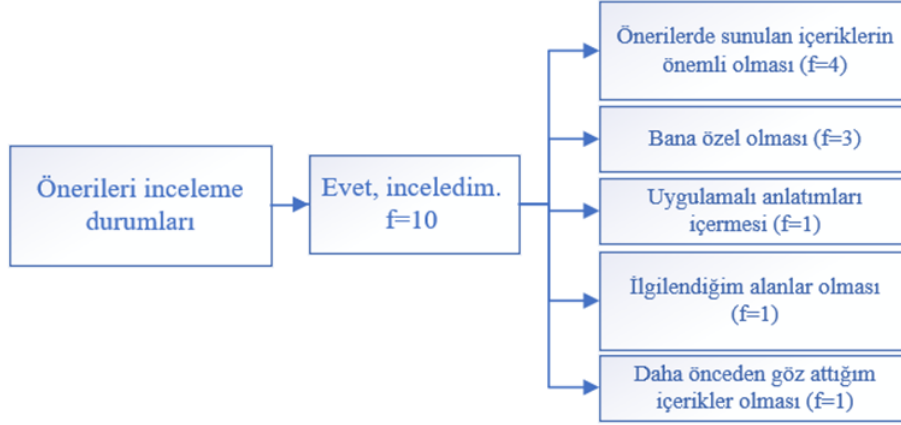 Önerileri inceleme
durumları
Evet, inceledim.
f=10
Önerilerde sunulan içeriklerin
önemli olması (f=4)
Bana özel olması (f=3)
Uygulamalı anlatımları
içermesi (f=1)
İlgilendiğim alanlar olması
(f=1)
Daha önceden göz attığım
içerikler olması (f=1)